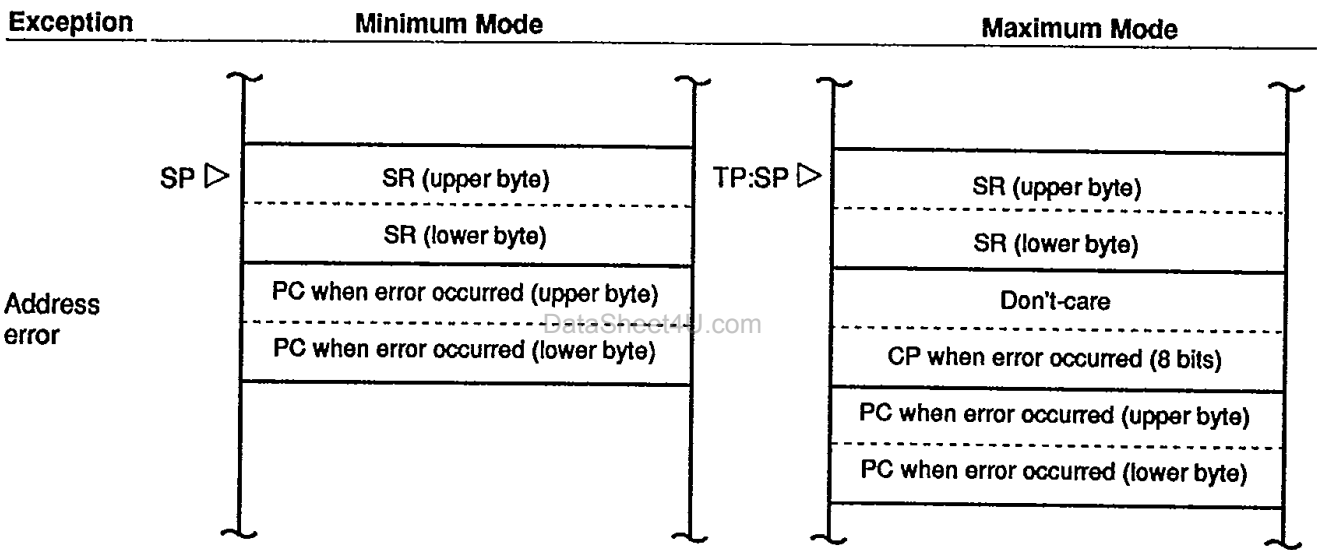 Exception Minimum Mode Maximum Mode
SP SR (upper byte)
SR (lower byte)
PC when error occurred (upper byte)
PC when error occurred (lower byte)
Address
error
DataSheet4U.com
TP:SP SR (upper byte)
SR (lower byte)
Don't-care
CP when error occurred (8 bits)
PC when error occurred (upper byte)
PC when error occurred (lower byte)